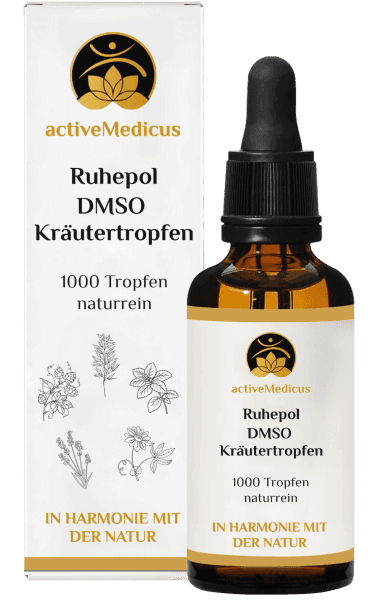 activeMedicus
Ruhepol
DMSO
Kräutertropfen
1000 Tropfen
naturrein
IN HARMONIE MIT
DER NATUR
activeMedicus
Ruhepol
DMSO
Kräutertropfen
1000 Tropfen
naturrein
IN HARMONIE MIT
DER NATUR